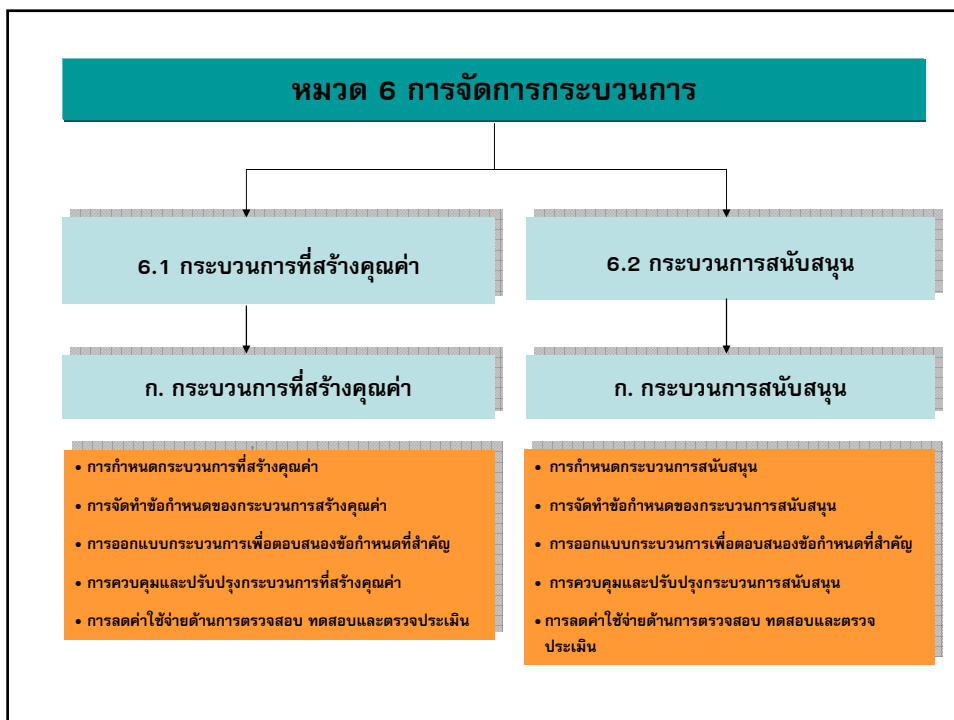 หมวด 6 การจัดการกระบวนการ
6.1 กระบวนการที่สร้างคุณค่า
6.2 กระบวนการสนับสนุน
ก. กระบวนการที่สร้างคุณค่า
ก. กระบวนการสนับสนุน
• การกำหนดกระบวนการที่สร้างคุณค่า
• การจัดทำข้อกำหนดของกระบวนการสร้างคุณค่า
• การออกแบบกระบวนการเพื่อตอบสนองข้อกำหนดที่สำคัญ
• การควบคุมและปรับปรุงกระบวนการที่สร้างคุณค่า
• การลดค่าใช้จ่ายด้านการตรวจสอบ ทดสอบและตรวจประเมิน
• การกำหนดกระบวนการสนับสนุน
• การจัดทำข้อกำหนดของกระบวนการสนับสนุน
• การออกแบบกระบวนการเพื่อตอบสนองข้อกำหนดที่สำคัญ
• การควบคุมและปรับปรุงกระบวนการสนับสนุน
• การลดค่าใช้จ่ายด้านการตรวจสอบ ทดสอบและตรวจ
ประเมิน